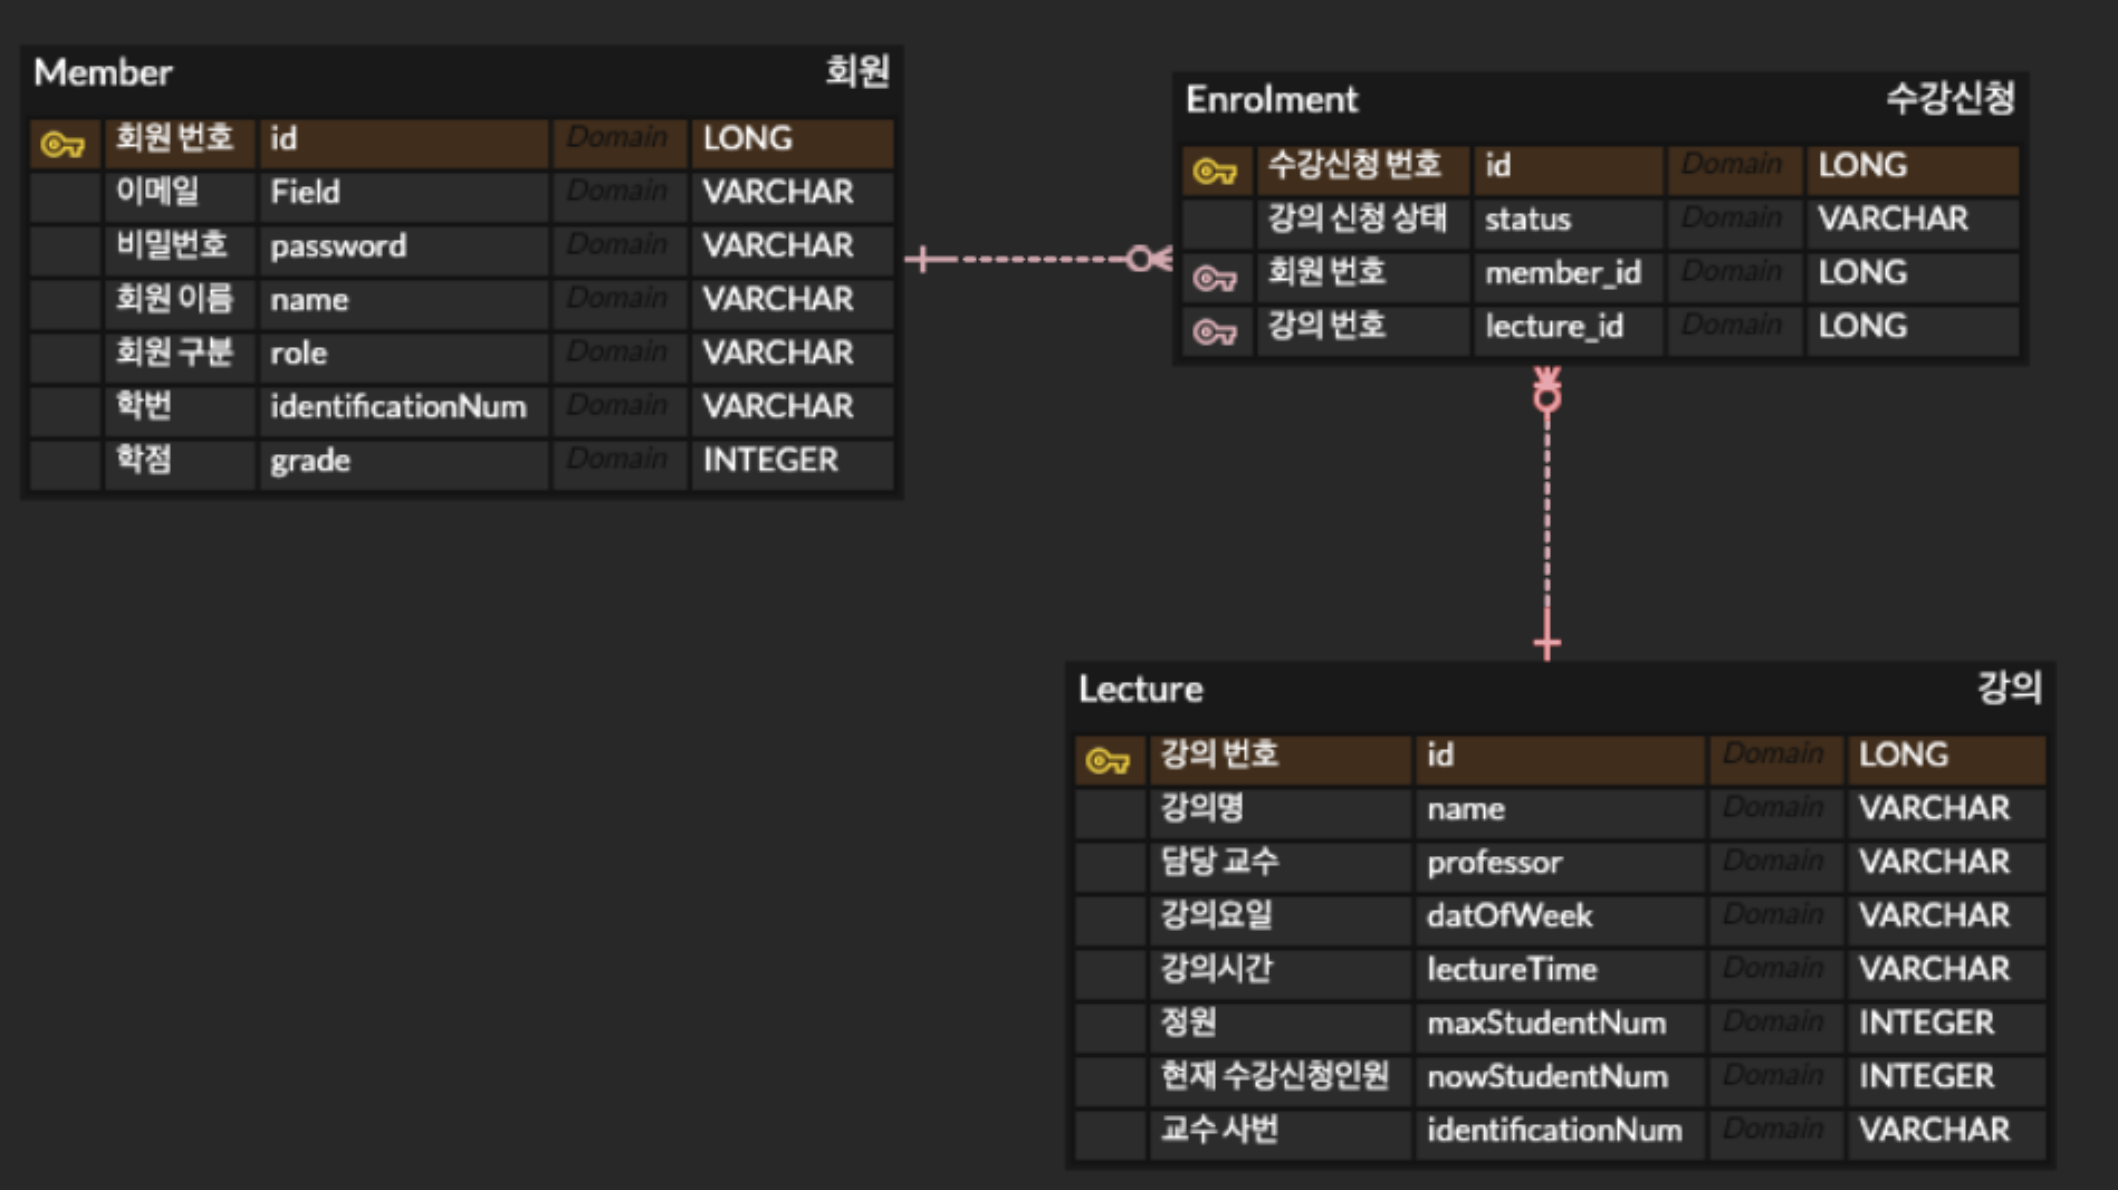 Member 회원
회원 번호 id Domain LONG
이메일 Field Domain VARCHAR
비밀번호 password Domain VARCHAR
회원 이름 name Domain VARCHAR
회원 구분 role Domain VARCHAR
학번 identificationNum Domain VARCHAR
학점 grade Domain INTEGER
Enrolment 수강신청
수강신청 번호 id Domain LONG
강의 신청 상태 status Domain VARCHAR
회원 번호 member_id Domain LONG
강의 번호 lecture_id Domain LONG
Lecture 강의
강의 번호 id Domain LONG
강의명 name Domain VARCHAR
담당 교수 professor Domain VARCHAR
강의요일 datOfWeek Domain VARCHAR
강의시간 lectureTime Domain VARCHAR
정원 maxStudentNum Domain INTEGER
현재 수강신청인원 nowStudentNum Domain INTEGER
교수 사번 identificationNum Domain VARCHAR